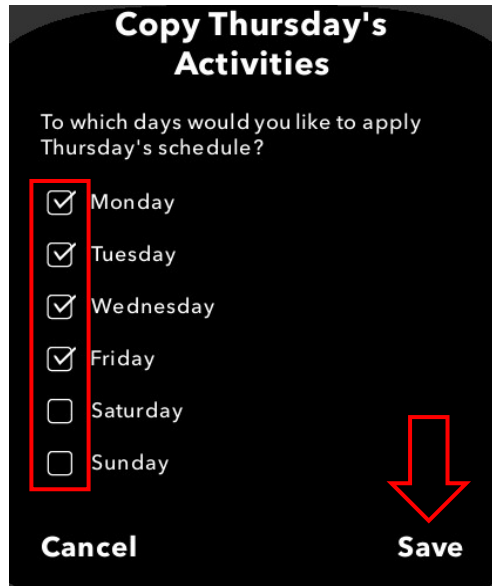 Copy Thursday's
Activities
To which days would you like to apply
Thursday's schedule?
Monday
Tuesday
Wednesday
Friday
Saturday
Sunday
Cancel
Save